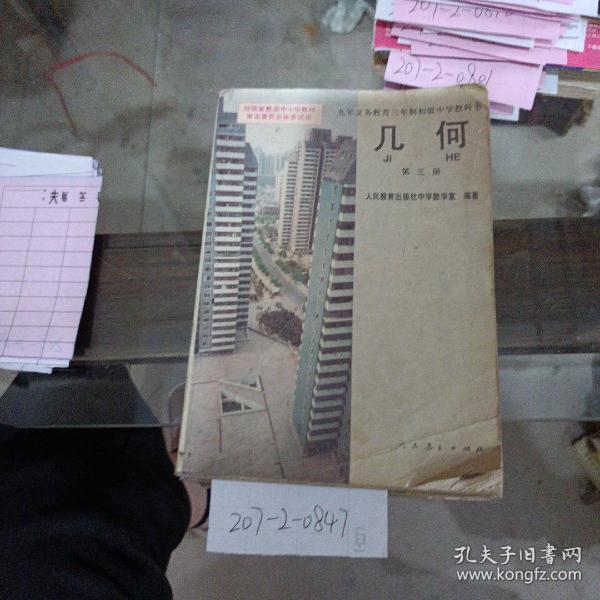 207-2-0810
207-2-0801
经国家教委中小学教材
审定委员会审查试用
九年义务教育三年制初级中学教科书
几何
JI HE
第三册
人民教育出版社中学数学室 编著
人民教育出版社
207-2-0847
孔夫子旧书网
www.kongfz.com